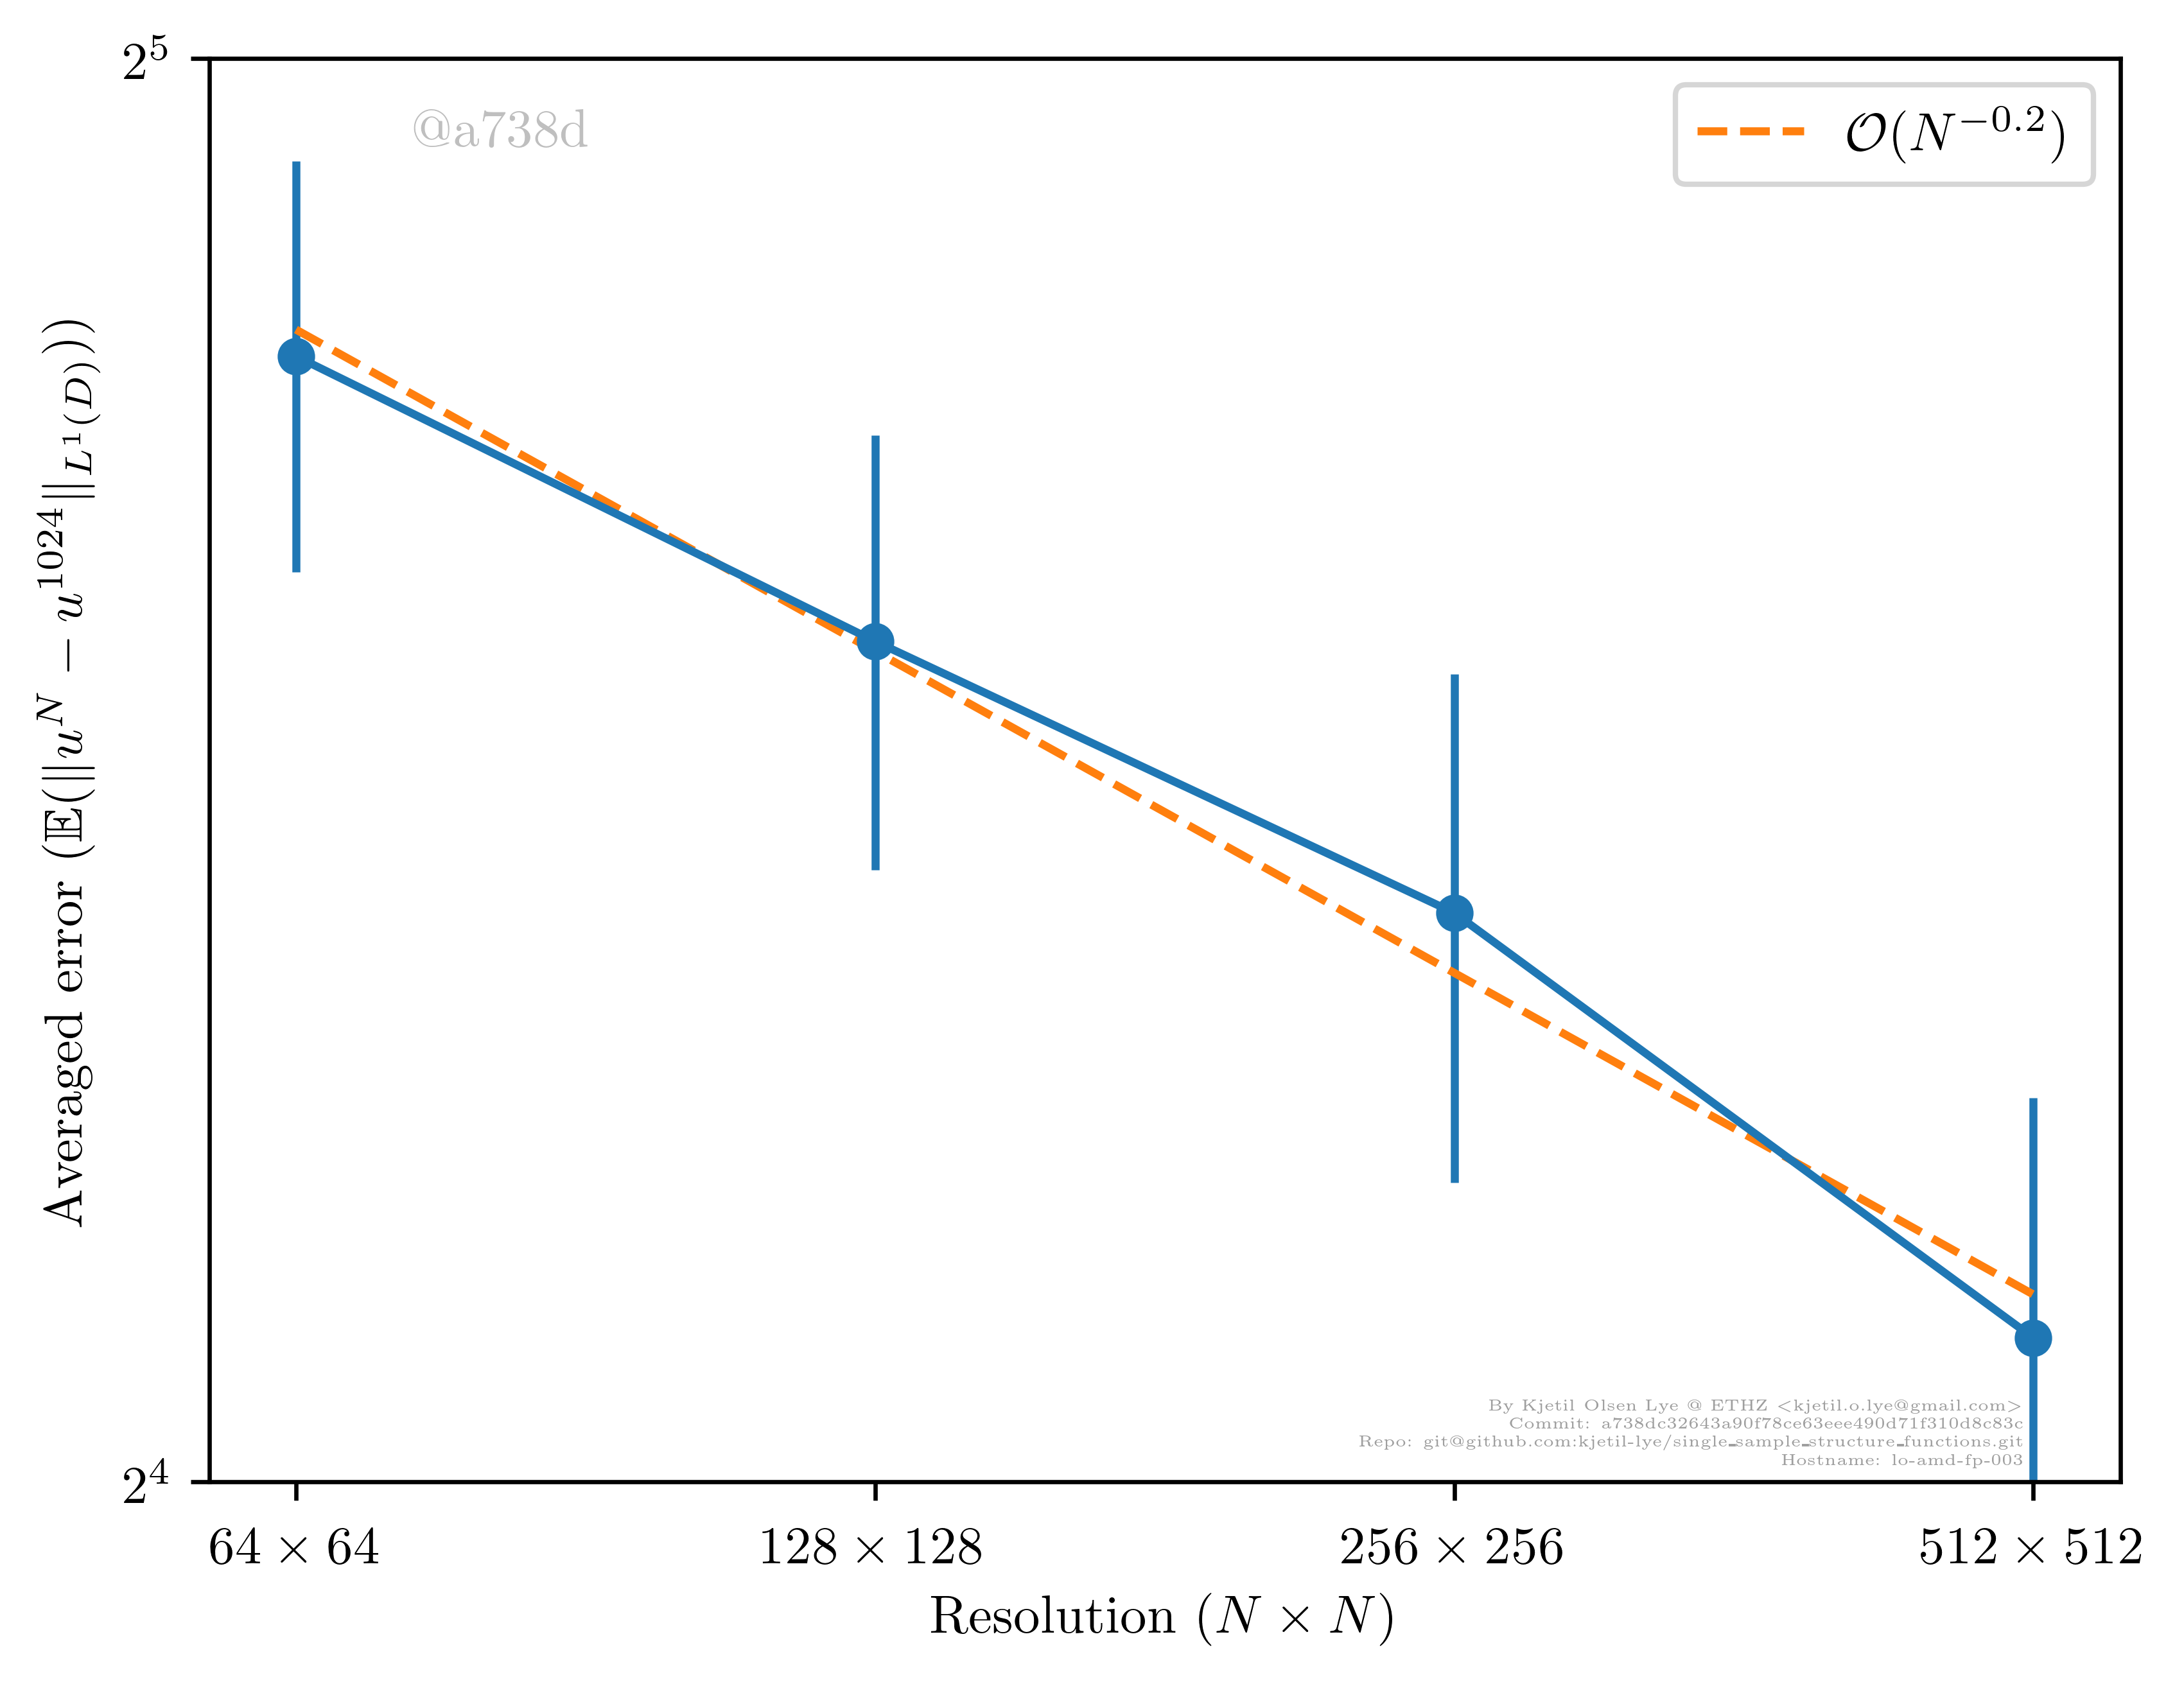 2^5
@a738d
O(N^{-0.2})
Averaged error (𝔼(||u^N − u^{1024}||_{L^1(D)}))
By Kjetil Olsen Lye @ ETHZ <kjetil.o.lye@gmail.com>
Commit: a738dc32643a90f78ce63eee490d71f310d8c83c
Repo: git@github.com:kjetil-lye/single_sample_structure_functions.git
Hostname: lo-amd-fp-003
2^4
64 × 64 128 × 128 256 × 256 512 × 512
Resolution (N × N)